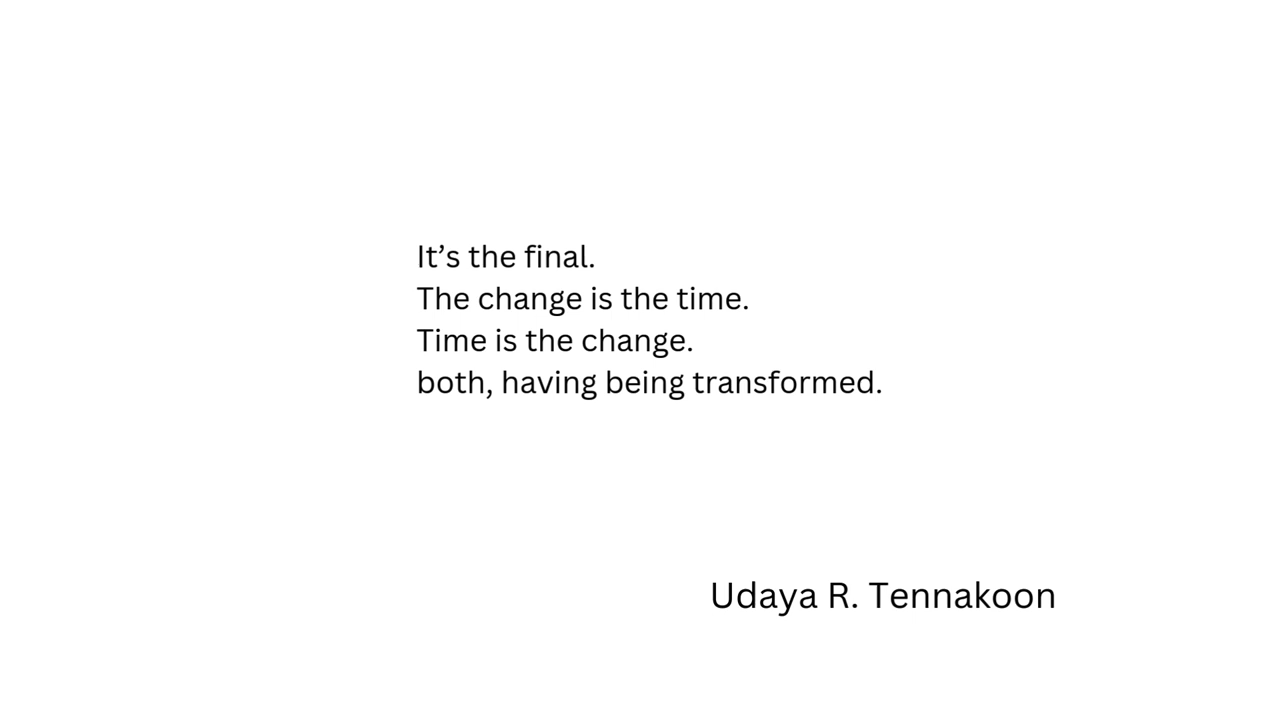 It’s the final.
The change is the time.
Time is the change.
both, having being transformed.
Udaya R. Tennakoon